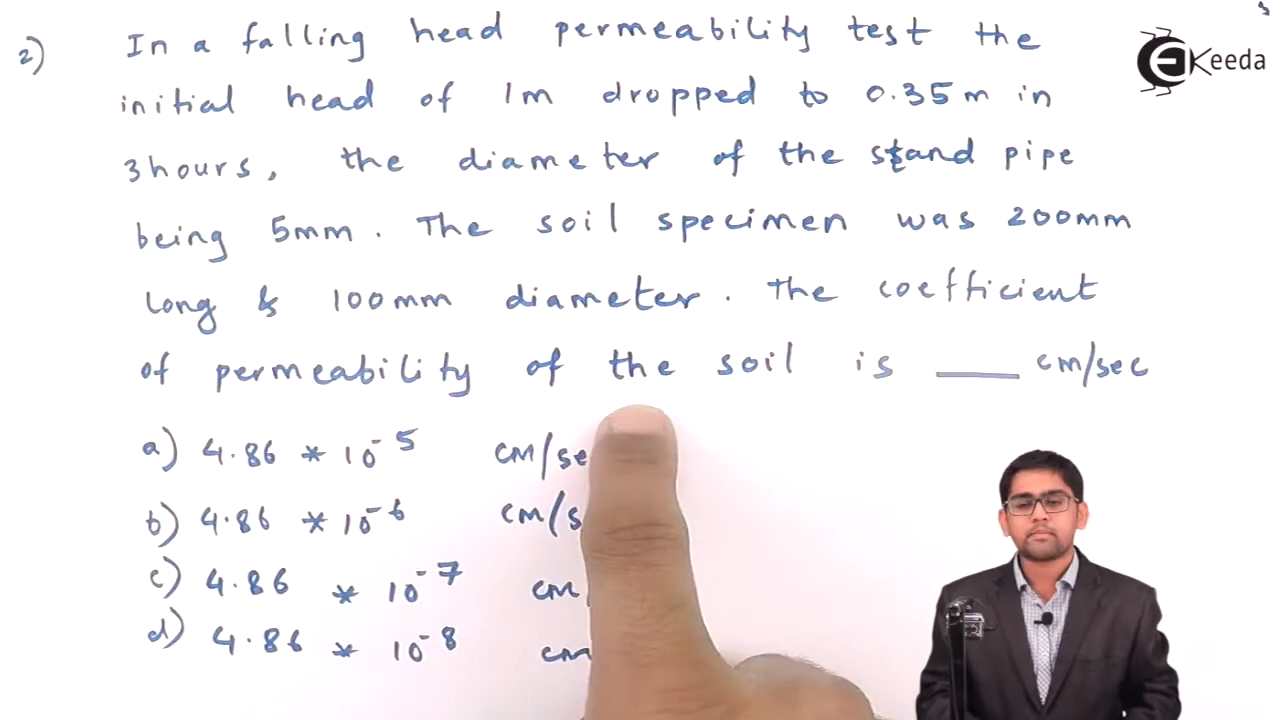 2) In a falling head permeability test the
initial head of 1m dropped to 0.35m in
3hours, the diameter of the stand pipe
being 5mm. The soil specimen was 200mm
long & 100mm diameter. The coefficient
of permeability of the soil is ___ cm/sec
a) 4.86 * 10⁻⁵ cm/se
b) 4.86 * 10⁻⁶ cm/s
c) 4.86 * 10⁻⁷ cm/
d) 4.86 * 10⁻⁸ cm
EKeeda